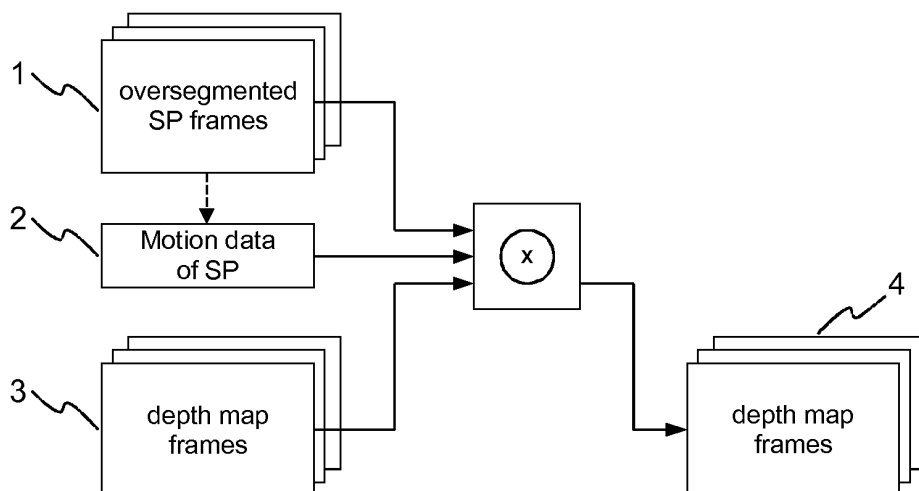 1
oversegmented
SP frames
2
Motion data
of SP
x
4
3
depth map
frames
depth map
frames